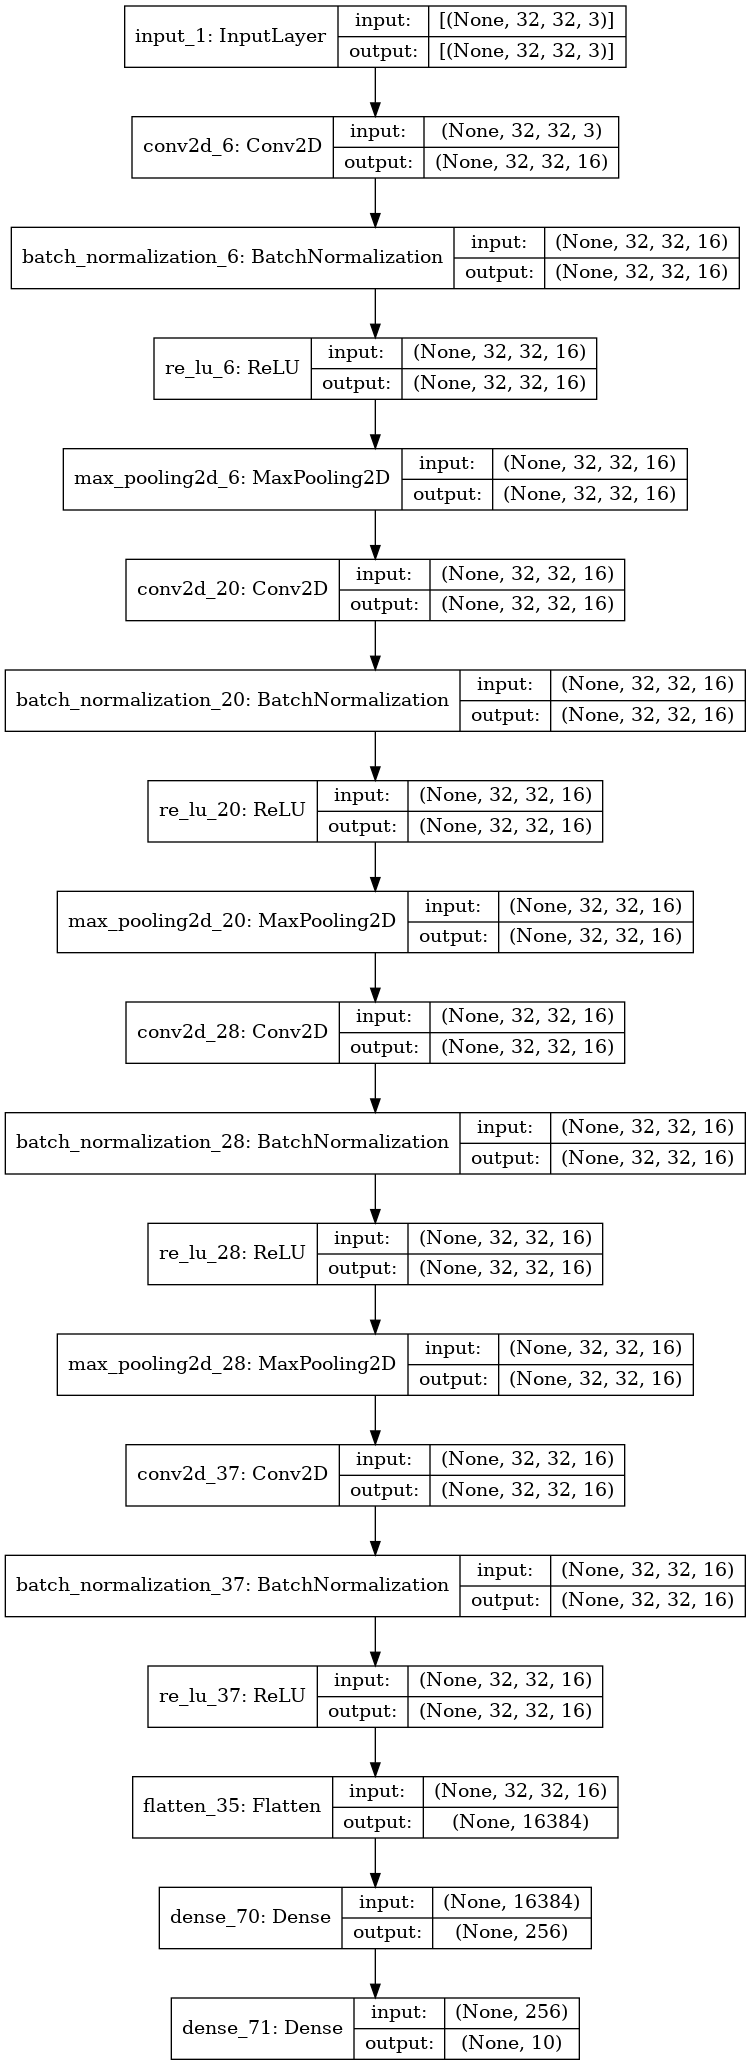 input_1: InputLayer input: [(None, 32, 32, 3)]
output: [(None, 32, 32, 3)]
conv2d_6: Conv2D input: (None, 32, 32, 3)
output: (None, 32, 32, 16)
batch_normalization_6: BatchNormalization input: (None, 32, 32, 16)
output: (None, 32, 32, 16)
re_lu_6: ReLU input: (None, 32, 32, 16)
output: (None, 32, 32, 16)
max_pooling2d_6: MaxPooling2D input: (None, 32, 32, 16)
output: (None, 32, 32, 16)
conv2d_20: Conv2D input: (None, 32, 32, 16)
output: (None, 32, 32, 16)
batch_normalization_20: BatchNormalization input: (None, 32, 32, 16)
output: (None, 32, 32, 16)
re_lu_20: ReLU input: (None, 32, 32, 16)
output: (None, 32, 32, 16)
max_pooling2d_20: MaxPooling2D input: (None, 32, 32, 16)
output: (None, 32, 32, 16)
conv2d_28: Conv2D input: (None, 32, 32, 16)
output: (None, 32, 32, 16)
batch_normalization_28: BatchNormalization input: (None, 32, 32, 16)
output: (None, 32, 32, 16)
re_lu_28: ReLU input: (None, 32, 32, 16)
output: (None, 32, 32, 16)
max_pooling2d_28: MaxPooling2D input: (None, 32, 32, 16)
output: (None, 32, 32, 16)
conv2d_37: Conv2D input: (None, 32, 32, 16)
output: (None, 32, 32, 16)
batch_normalization_37: BatchNormalization input: (None, 32, 32, 16)
output: (None, 32, 32, 16)
re_lu_37: ReLU input: (None, 32, 32, 16)
output: (None, 32, 32, 16)
flatten_35: Flatten input: (None, 32, 32, 16)
output: (None, 16384)
dense_70: Dense input: (None, 16384)
output: (None, 256)
dense_71: Dense input: (None, 256)
output: (None, 10)